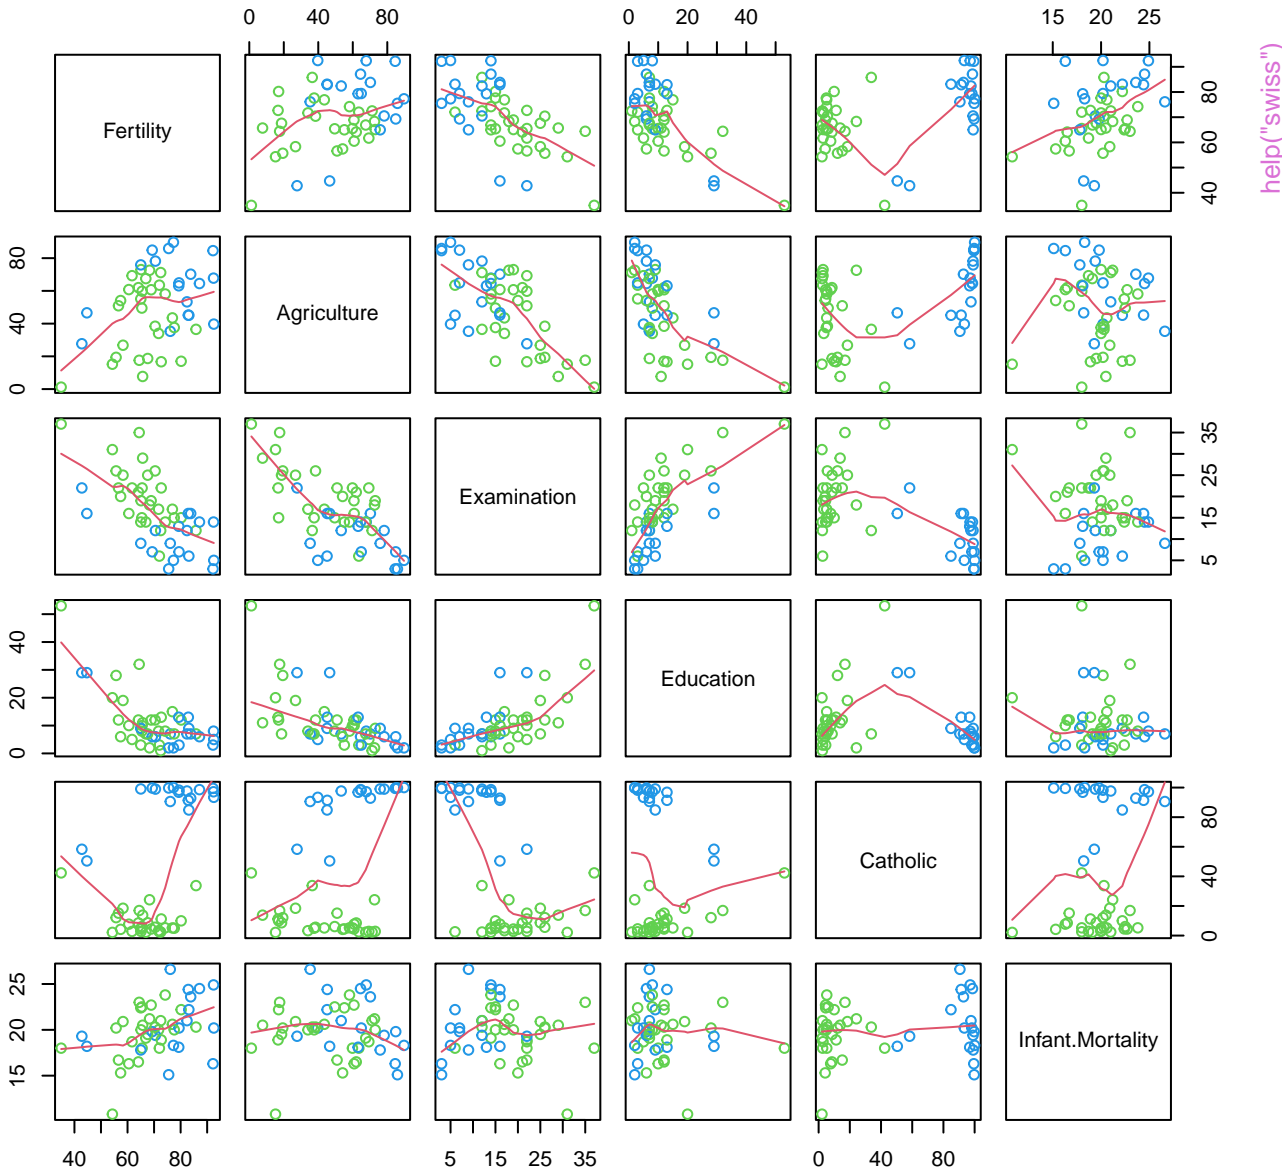 0 40 80 0 20 40 15 20 25
Fertility
40 60 80
help("swiss")
0 40 80
Agriculture
Examination
5 15 25 35
0 20 40
Education
Catholic
0 40 80
15 20 25
Infant.Mortality
40 60 80 5 15 25 35 0 40 80